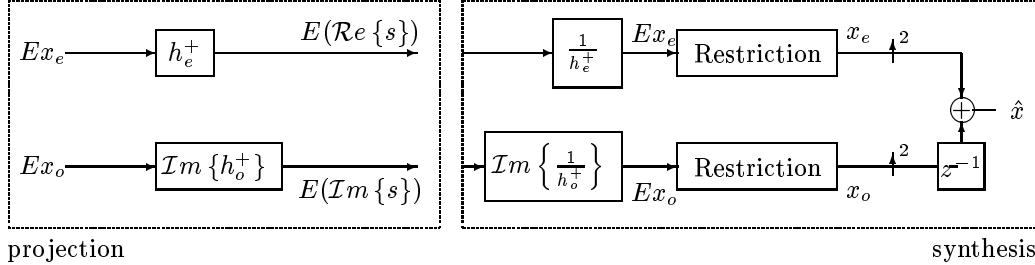 Ex_e
h_e^+
E(Re {s})
1/h_e^+
Ex_e
Restriction
x_e
2
+
x̂
Ex_o
Im {h_o^+}
E(Im {s})
Im {1/h_o^+}
Ex_o
Restriction
x_o
2
z^{-1}
projection
synthesis